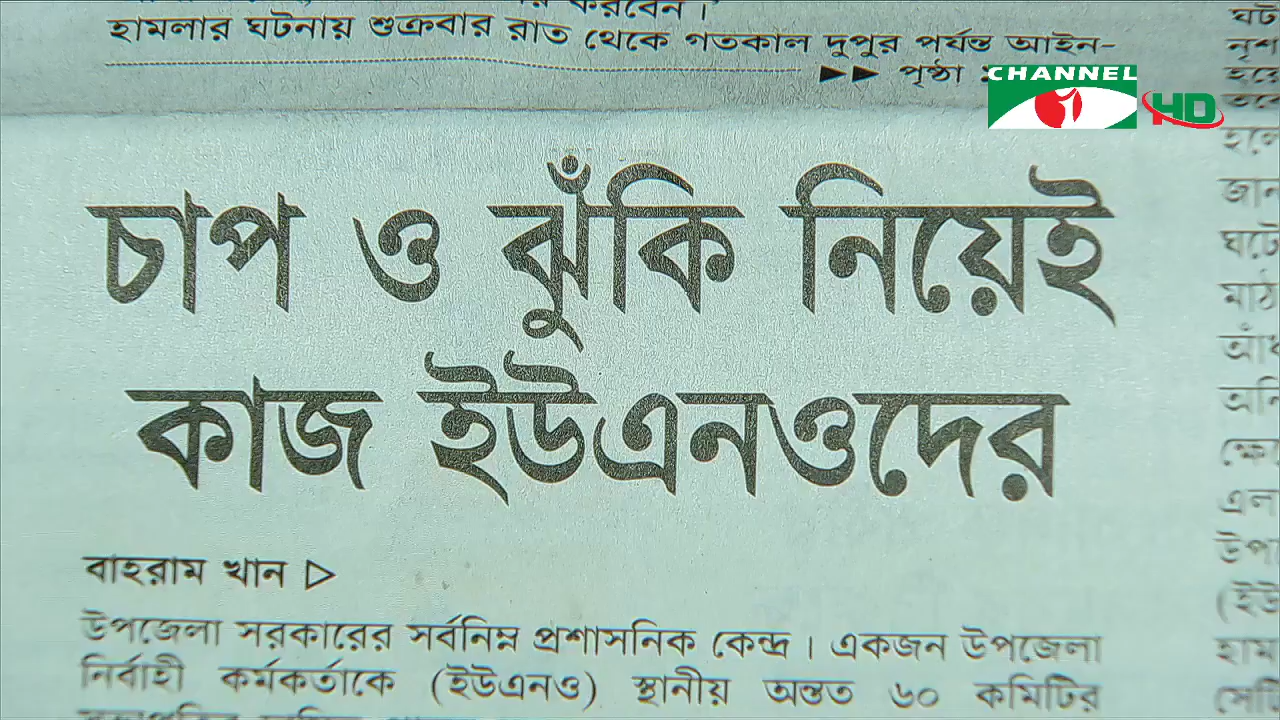 করবেন।
হামলার ঘটনায় শুক্রবার রাত থেকে গতকাল দুপুর পর্যন্ত আইন-
▶▶ পৃষ্ঠা
CHANNEL
i HD
চাপ ও ঝুঁকি নিয়েই
কাজ ইউএনওদের
বাহরাম খান ▷
উপজেলা সরকারের সর্বনিম্ন প্রশাসনিক কেন্দ্র। একজন উপজেলা
নির্বাহী কর্মকর্তাকে (ইউএনও) স্থানীয় অন্তত ৬০ কমিটির